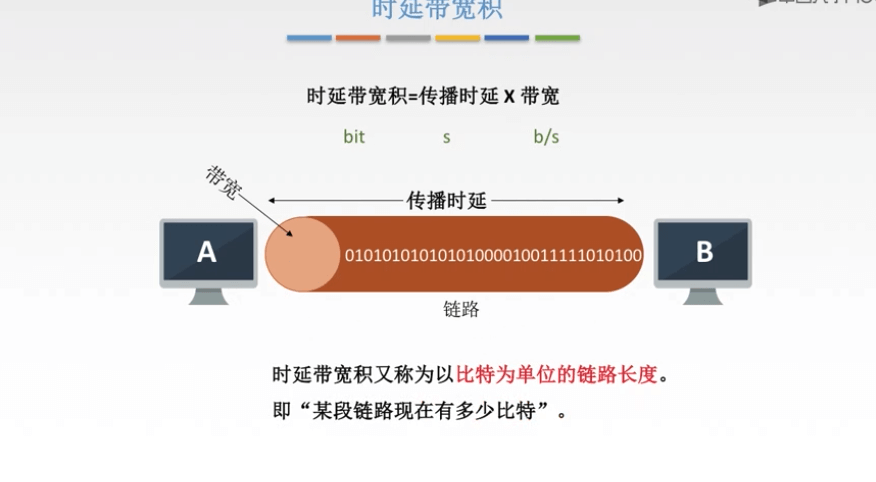 时延带宽积
时延带宽积=传播时延 X 带宽
bit s b/s
带宽
传播时延
A
0101010101010100001001111101010​0
B
链路
时延带宽积又称为以比特为单位的链路长度。
即“某段链路现在有多少比特”。